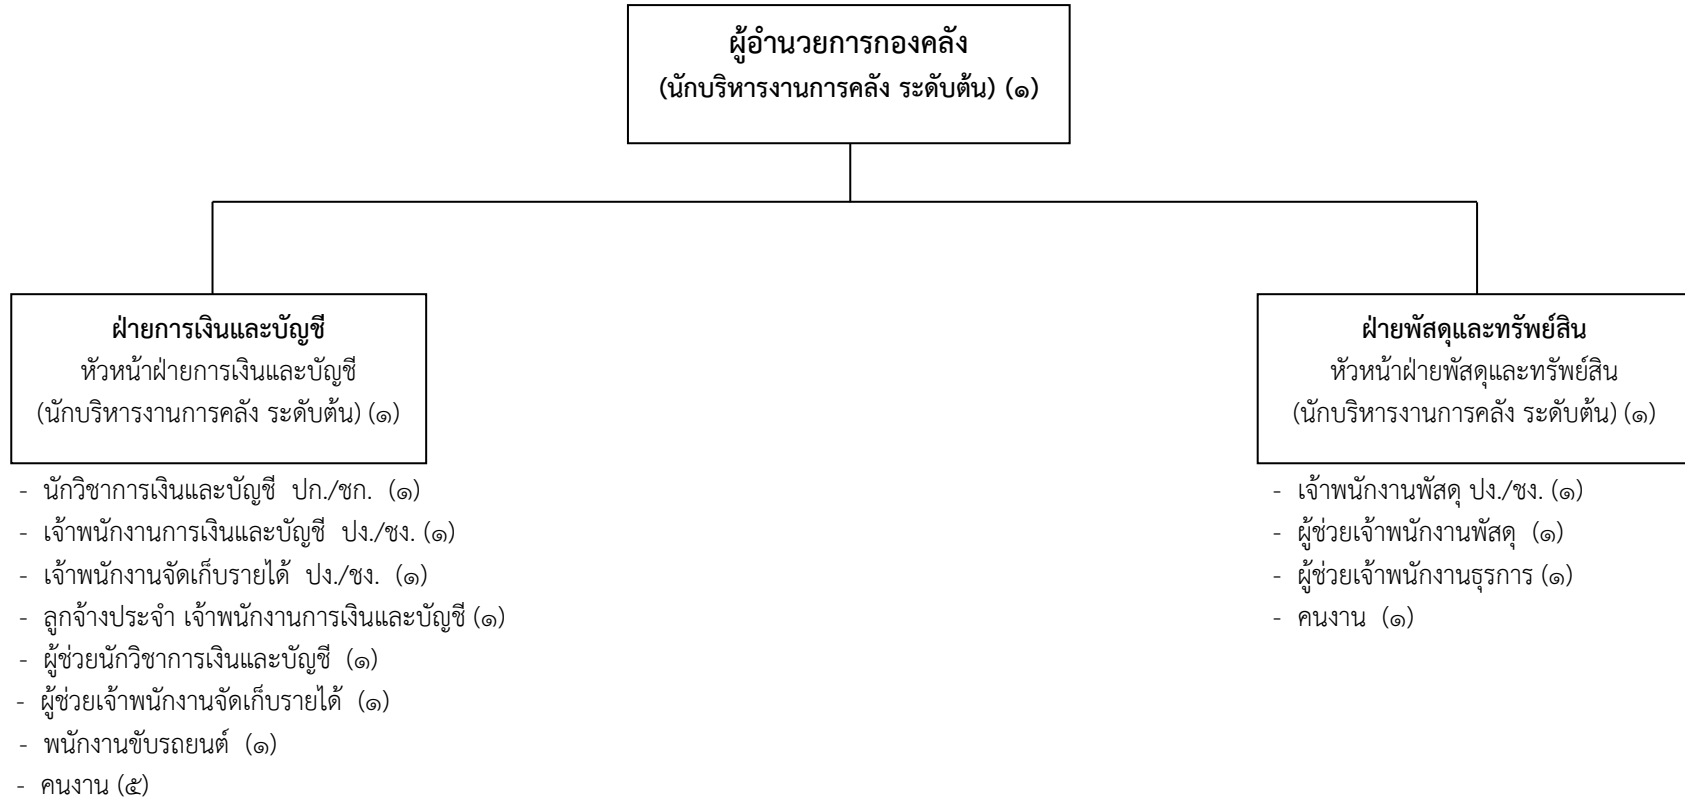 ผู้อำนวยการกองคลัง
(นักบริหารงานการคลัง ระดับต้น) (๑)
ฝ่ายการเงินและบัญชี
หัวหน้าฝ่ายการเงินและบัญชี
(นักบริหารงานการคลัง ระดับต้น) (๑)
- นักวิชาการเงินและบัญชี ปก./ชก. (๑)
- เจ้าพนักงานการเงินและบัญชี ปง./ชง. (๑)
- เจ้าพนักงานจัดเก็บรายได้ ปง./ชง. (๑)
- ลูกจ้างประจำ เจ้าพนักงานการเงินและบัญชี (๑)
- ผู้ช่วยนักวิชาการเงินและบัญชี (๑)
- ผู้ช่วยเจ้าพนักงานจัดเก็บรายได้ (๑)
- พนักงานขับรถยนต์ (๑)
- คนงาน (๕)
ฝ่ายพัสดุและทรัพย์สิน
หัวหน้าฝ่ายพัสดุและทรัพย์สิน
(นักบริหารงานการคลัง ระดับต้น) (๑)
- เจ้าพนักงานพัสดุ ปง./ชง. (๑)
- ผู้ช่วยเจ้าพนักงานพัสดุ (๑)
- ผู้ช่วยเจ้าพนักงานธุรการ (๑)
- คนงาน (๑)